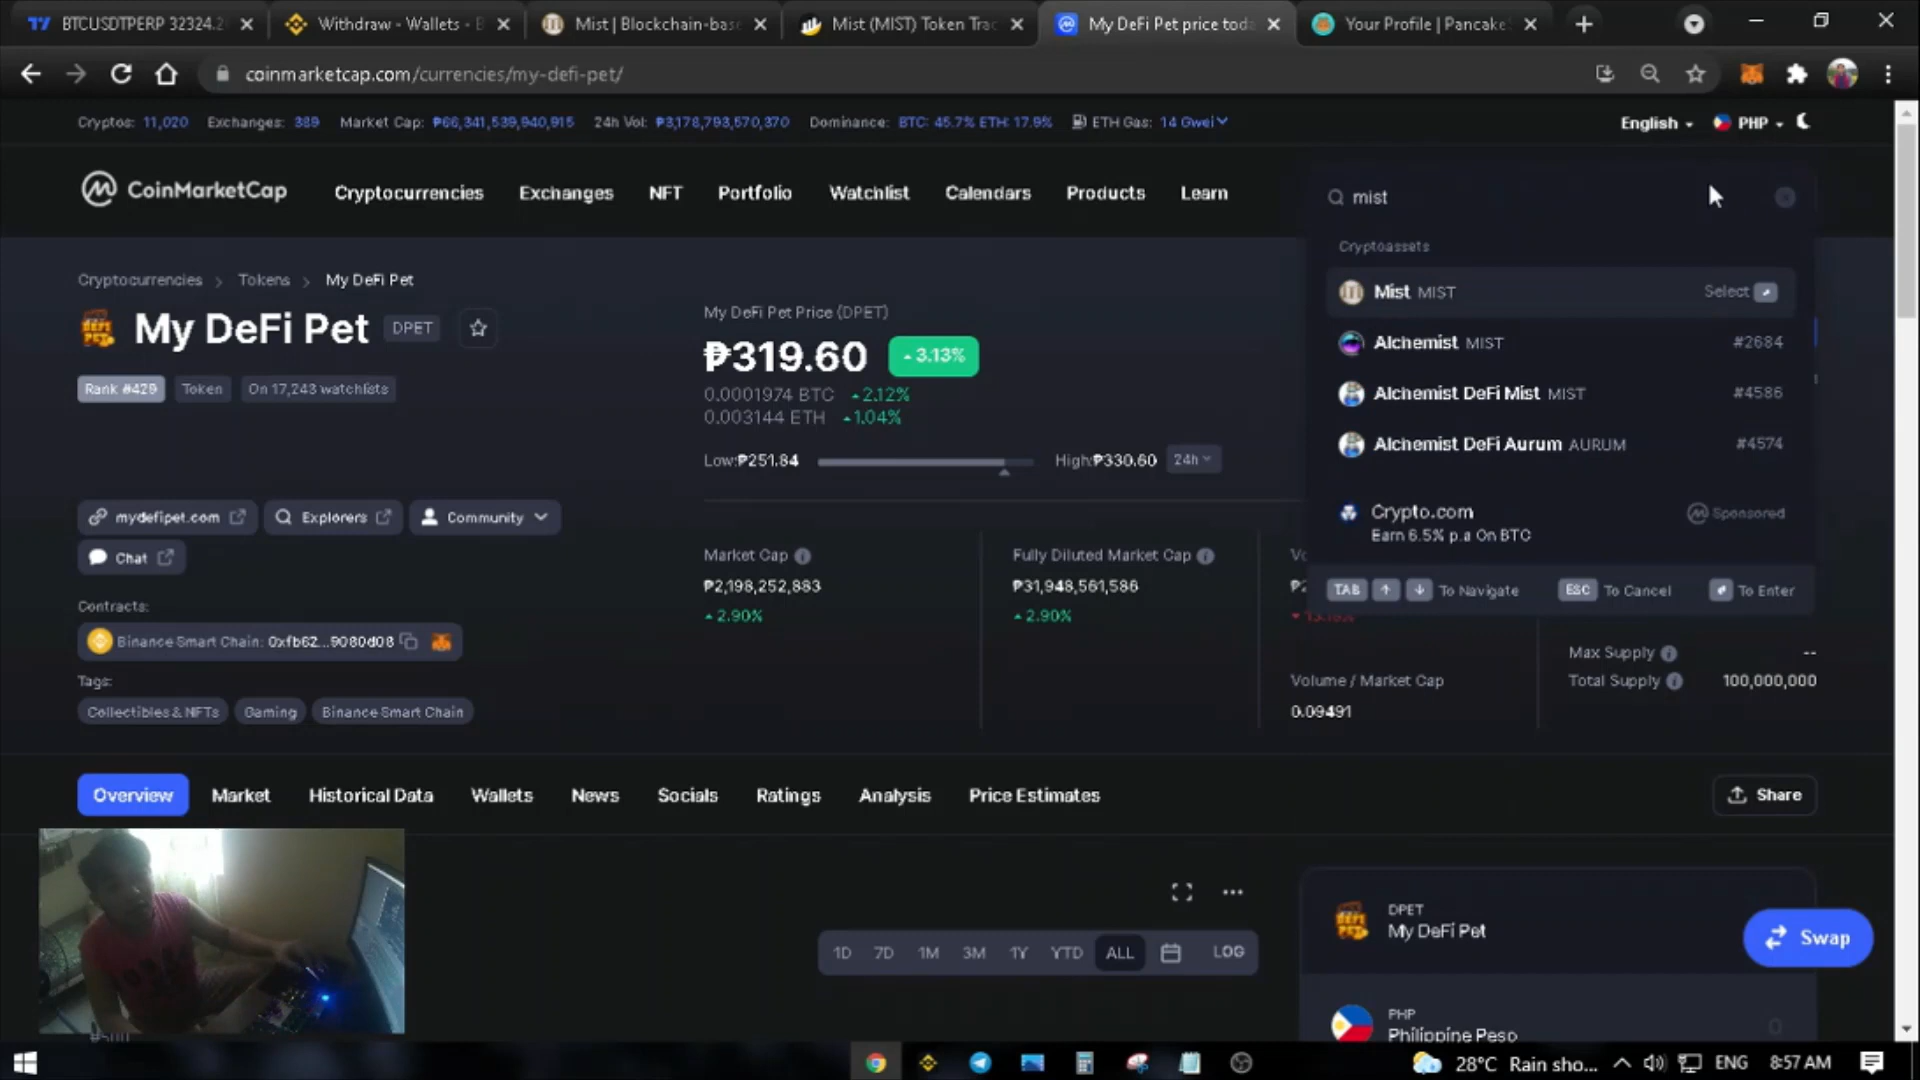 BTCUSDTPERP 32324.2
Withdraw - Wallets - B
Mist | Blockchain-base
Mist (MIST) Token Trac
My DeFi Pet price toda
Your Profile | Pancake
coinmarketcap.com/currencies/my-defi-pet/
Cryptos: 11,020 Exchanges: 389 Market Cap: ₱66,341,539,940,915 24h Vol: ₱3,178,793,570,370 Dominance: BTC: 45.7% ETH: 17.9% ETH Gas: 14 Gwei
English PHP
CoinMarketCap Cryptocurrencies Exchanges NFT Portfolio Watchlist Calendars Products Learn
mist
Cryptoassets
Mist MIST Select
Alchemist MIST #2684
Alchemist DeFi Mist MIST #4586
Alchemist DeFi Aurum AURUM #4574
Crypto.com Sponsored
Earn 6.5% p.a On BTC
TAB To Navigate ESC To Cancel To Enter
Cryptocurrencies > Tokens > My DeFi Pet
My DeFi Pet DPET
Rank #429 Token On 17,243 watchlists
My DeFi Pet Price (DPET)
₱319.60 3.13%
0.0001974 BTC 2.12%
0.003144 ETH 1.04%
Low:₱251.84 High:₱330.60 24h
mydefipet.com Explorers Community
Chat
Contracts:
Binance Smart Chain: 0xfb62...9080d08
Tags:
Collectibles & NFTs Gaming Binance Smart Chain
Market Cap
₱2,198,252,883
2.90%
Fully Diluted Market Cap
₱31,948,561,586
2.90%
Volume / Market Cap
0.09491
Max Supply --
Total Supply 100,000,000
Overview Market Historical Data Wallets News Socials Ratings Analysis Price Estimates Share
1D 7D 1M 3M 1Y YTD ALL LOG
DPET
My DeFi Pet
Swap
PHP
Philippine Peso
0
28°C Rain sho... ENG 8:57 AM